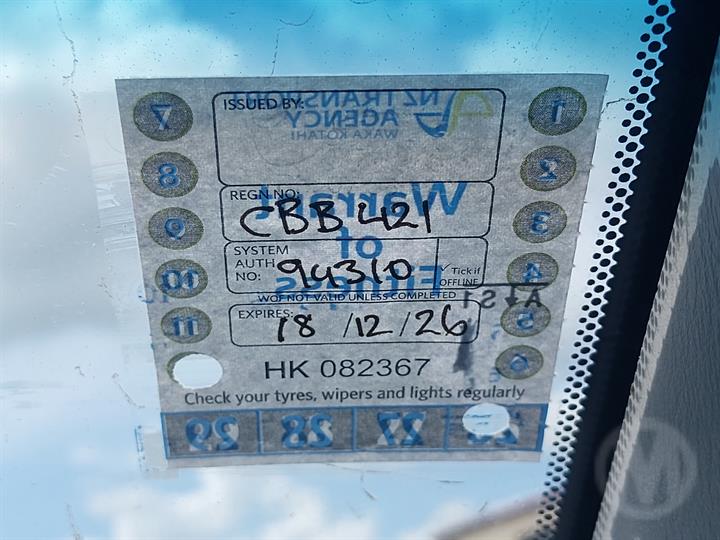 ISSUED BY:
NZ TRANSPORT
AGENCY
WAKA KOTAHI
REGN NO:
CBB 421
Warrant
of
Fitness
SYSTEM
AUTH
NO: 94310
✓ Tick if
OFFLINE
WOF NOT VALID UNLESS COMPLETED
EXPIRES: 18 / 12 / 26
HK 082367
Check your tyres, wipers and lights regularly
7 1
8 2
9 3
10 4
11 5
6
29 28 27
M